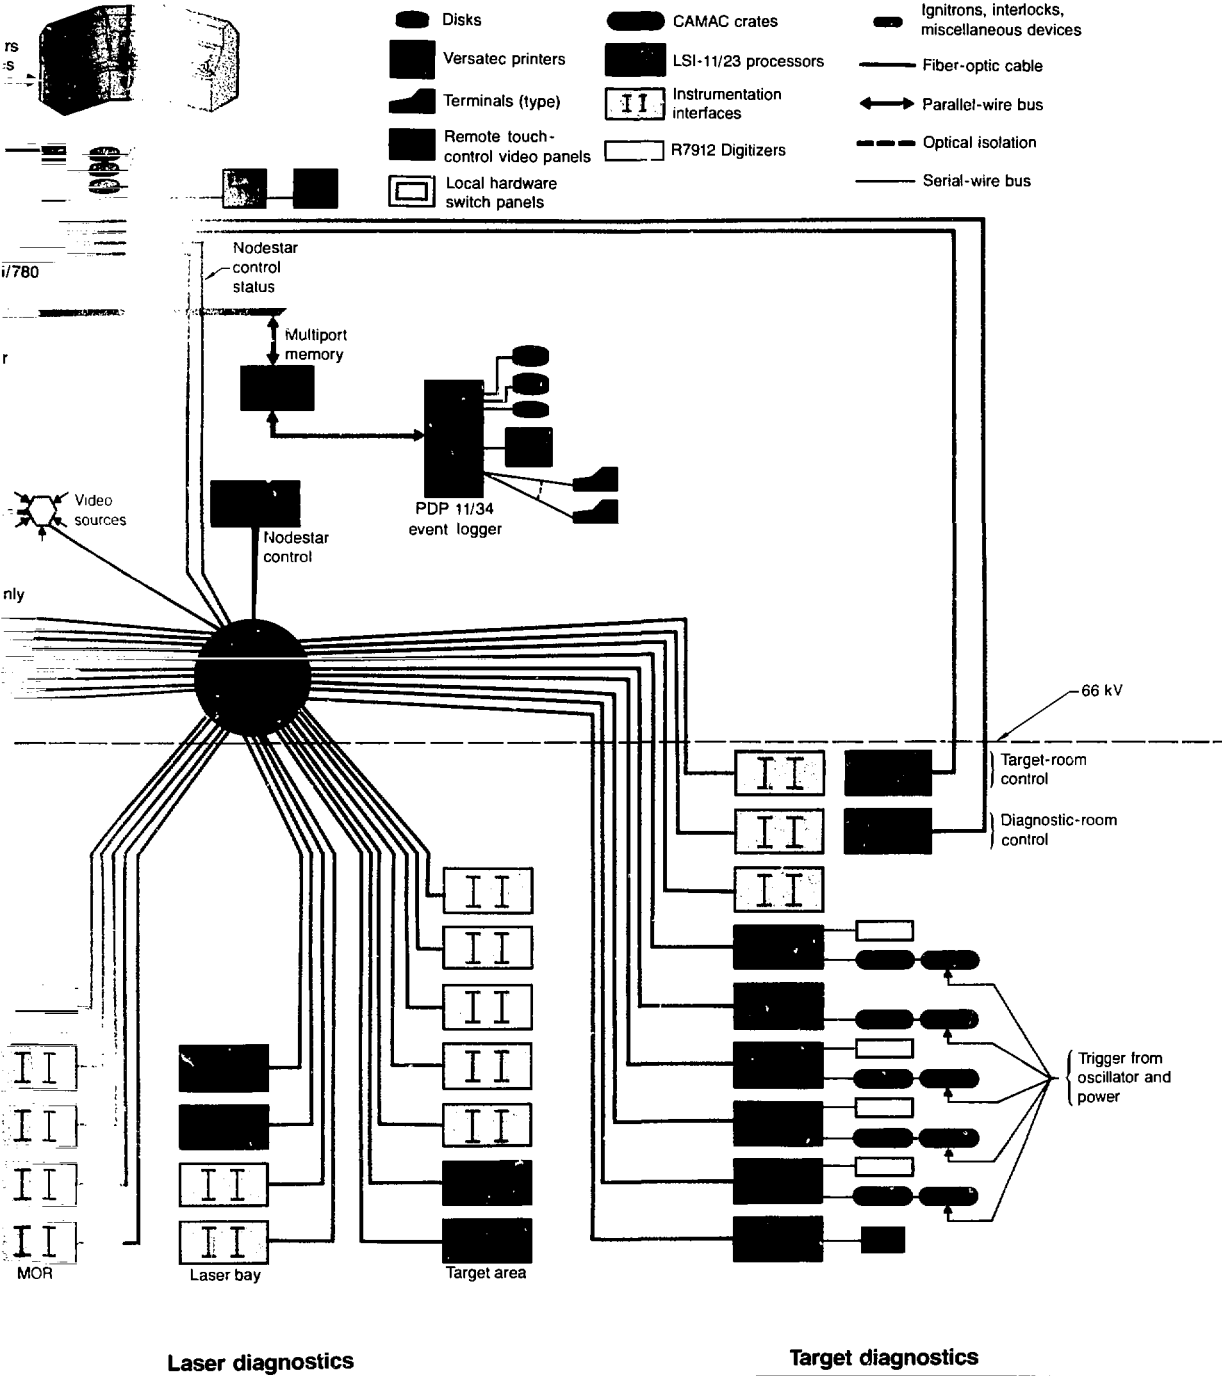 Disks
Versatec printers
Terminals (type)
Remote touch-
control video panels
Local hardware
switch panels
CAMAC crates
LSI-11/23 processors
Instrumentation
interfaces
R7912 Digitizers
Ignitrons, interlocks,
miscellaneous devices
Fiber-optic cable
Parallel-wire bus
Optical isolation
Serial-wire bus
rs
s
i/780
r
nly
Nodestar
control
status
Multiport
memory
PDP 11/34
event logger
Video
sources
Nodestar
control
66 kV
Target-room
control
Diagnostic-room
control
Trigger from
oscillator and
power
MOR
Laser bay
Target area
Laser diagnostics
Target diagnostics